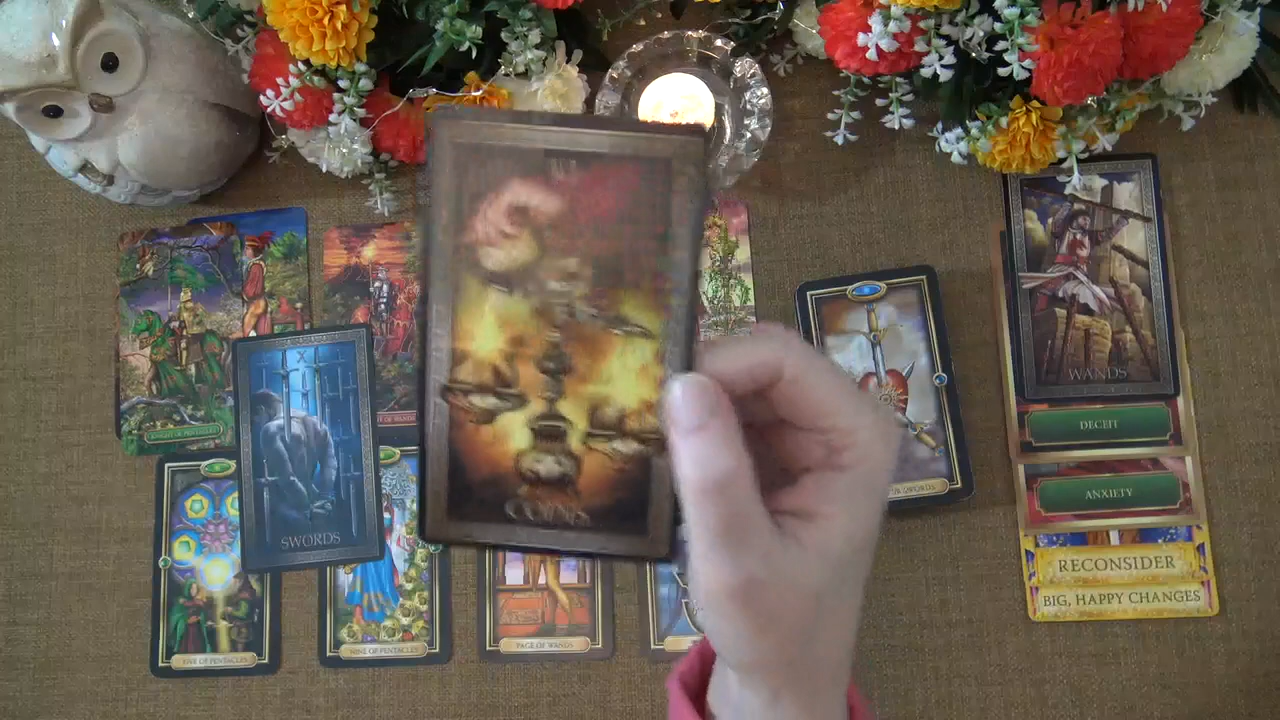 KNIGHT OF PENTACLES
X
SWORDS
FIVE OF PENTACLES
NINE OF PENTACLES
PAGE OF WANDS
COINS
WANDS
DECEIT
ANXIETY
RECONSIDER
BIG, HAPPY CHANGES